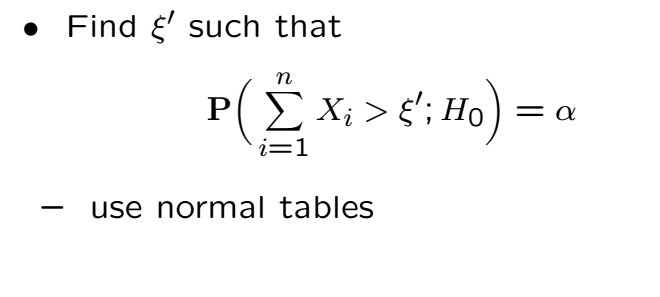 • Find ξ′ such that
P( ∑_{i=1}^{n} X_i > ξ′; H_0 ) = α
– use normal tables